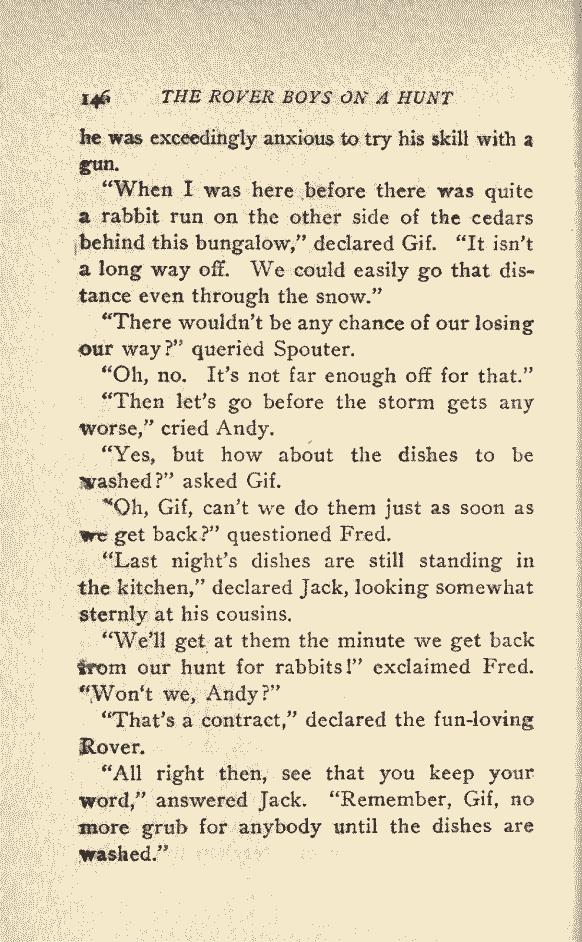 146 THE ROVER BOYS ON A HUNT
he was exceedingly anxious to try his skill with a
gun.
“When I was here before there was quite
a rabbit run on the other side of the cedars
behind this bungalow,” declared Gif. “It isn’t
a long way off. We could easily go that dis-
tance even through the snow.”
“There wouldn’t be any chance of our losing
our way?” queried Spouter.
“Oh, no. It’s not far enough off for that.”
“Then let’s go before the storm gets any
worse,” cried Andy.
“Yes, but how about the dishes to be
washed?” asked Gif.
“Oh, Gif, can’t we do them just as soon as
we get back?” questioned Fred.
“Last night’s dishes are still standing in
the kitchen,” declared Jack, looking somewhat
sternly at his cousins.
“We’ll get at them the minute we get back
from our hunt for rabbits!” exclaimed Fred.
“Won’t we, Andy?”
“That’s a contract,” declared the fun-loving
Rover.
“All right then, see that you keep your
word,” answered Jack. “Remember, Gif, no
more grub for anybody until the dishes are
washed.”